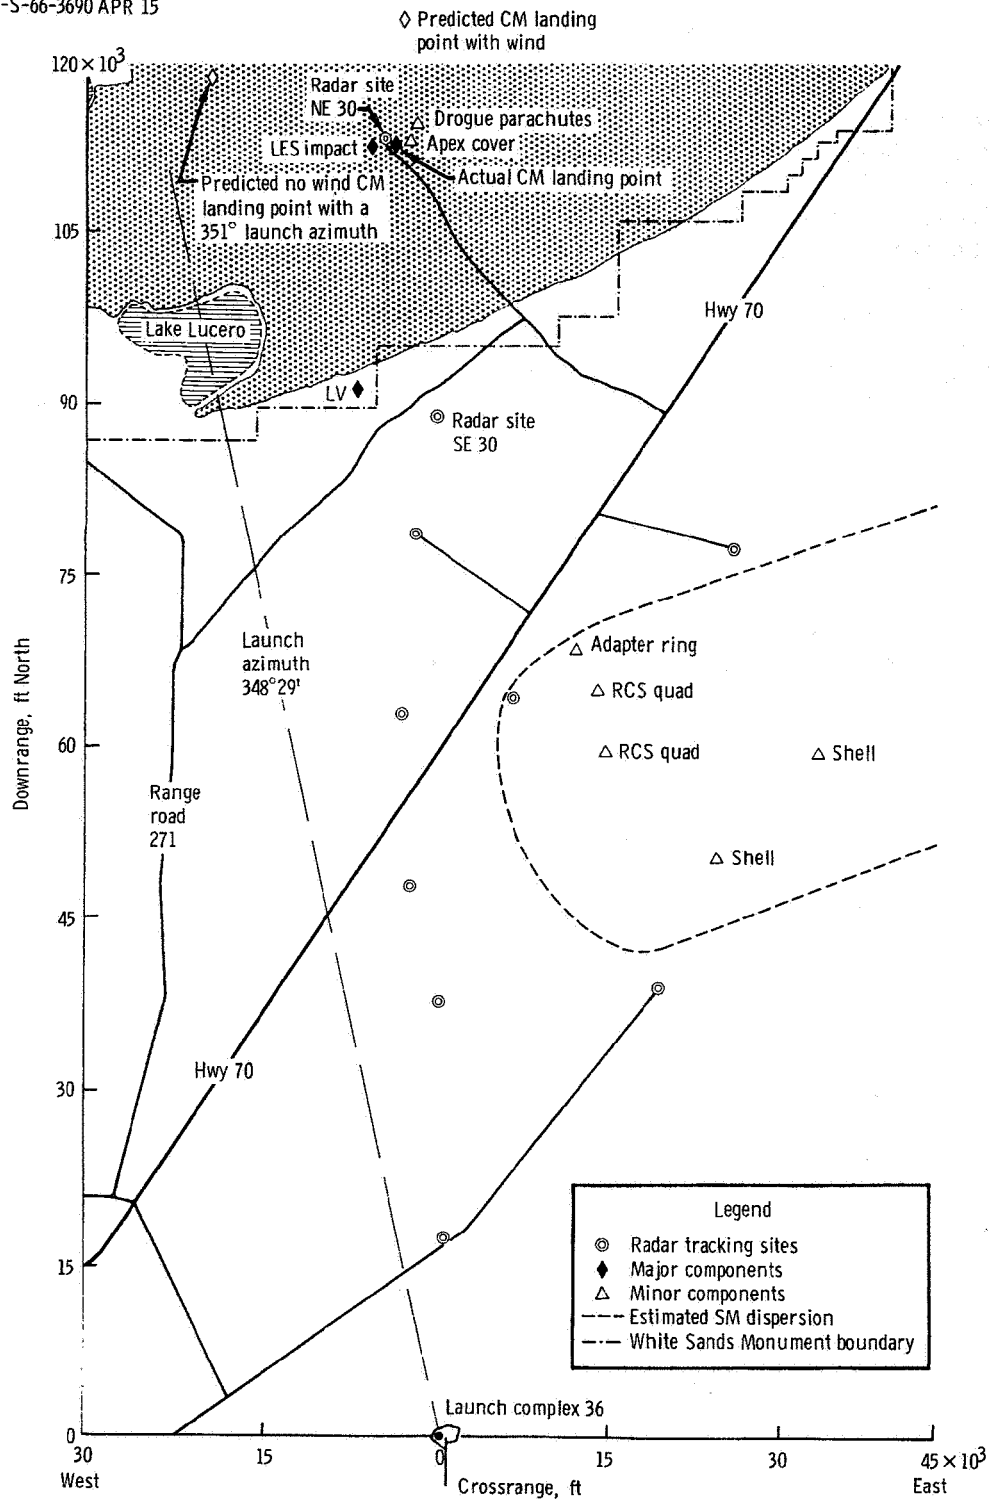 -S-66-3690 APR 15
Predicted CM landing
point with wind
120 × 10³
Radar site
NE 30
Drogue parachutes
LES impact
Apex cover
Actual CM landing point
Predicted no wind CM
landing point with a
351° launch azimuth
105
Hwy 70
Lake Lucero
LV
90
Radar site
SE 30
75
Launch
azimuth
348°29'
Adapter ring
RCS quad
60
RCS quad
Shell
Downrange, ft North
Range
road
271
Shell
45
Hwy 70
30
Legend
Radar tracking sites
Major components
Minor components
Estimated SM dispersion
White Sands Monument boundary
15
Launch complex 36
0
30
15
0
15
30
45 × 10³
West
Crossrange, ft
East